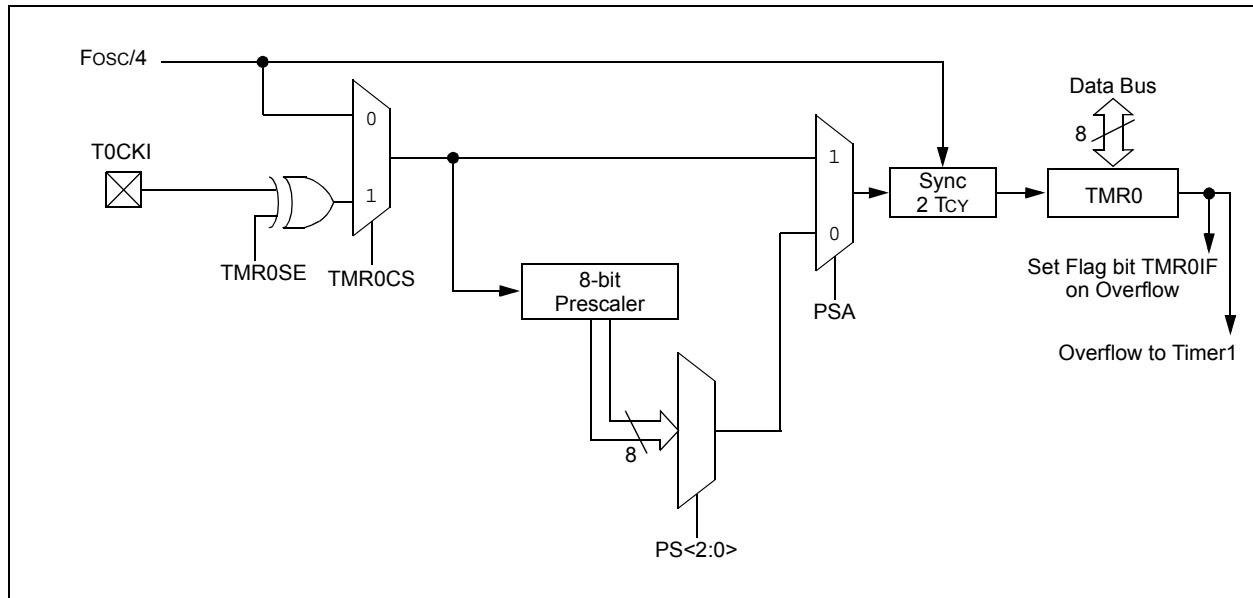 FOSC/4
T0CKI
TMR0SE
0
1
TMR0CS
8-bit
Prescaler
8
PS<2:0>
1
0
PSA
Sync
2 TCY
Data Bus
8
TMR0
Set Flag bit TMR0IF
on Overflow
Overflow to Timer1